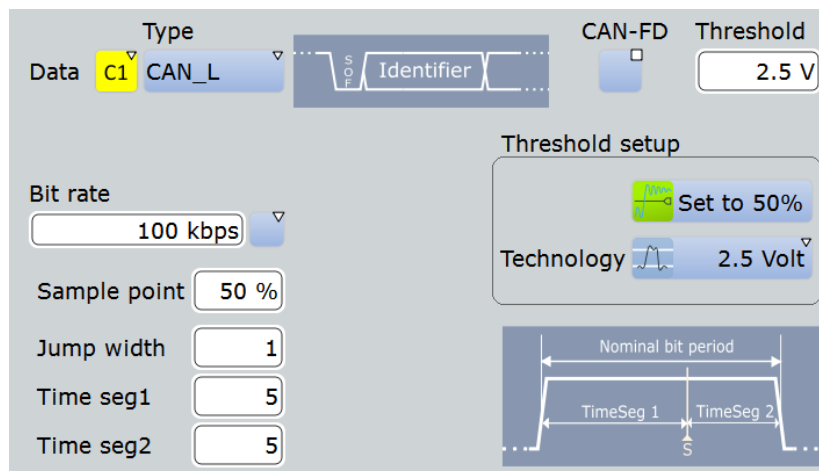 Type
CAN-FD
Threshold
Data
C1
CAN_L
SOF
Identifier
2.5 V
Threshold setup
Set to 50%
Technology
2.5 Volt
Bit rate
100 kbps
Sample point
50 %
Jump width
1
Time seg1
5
Time seg2
5
Nominal bit period
TimeSeg 1
TimeSeg 2
S